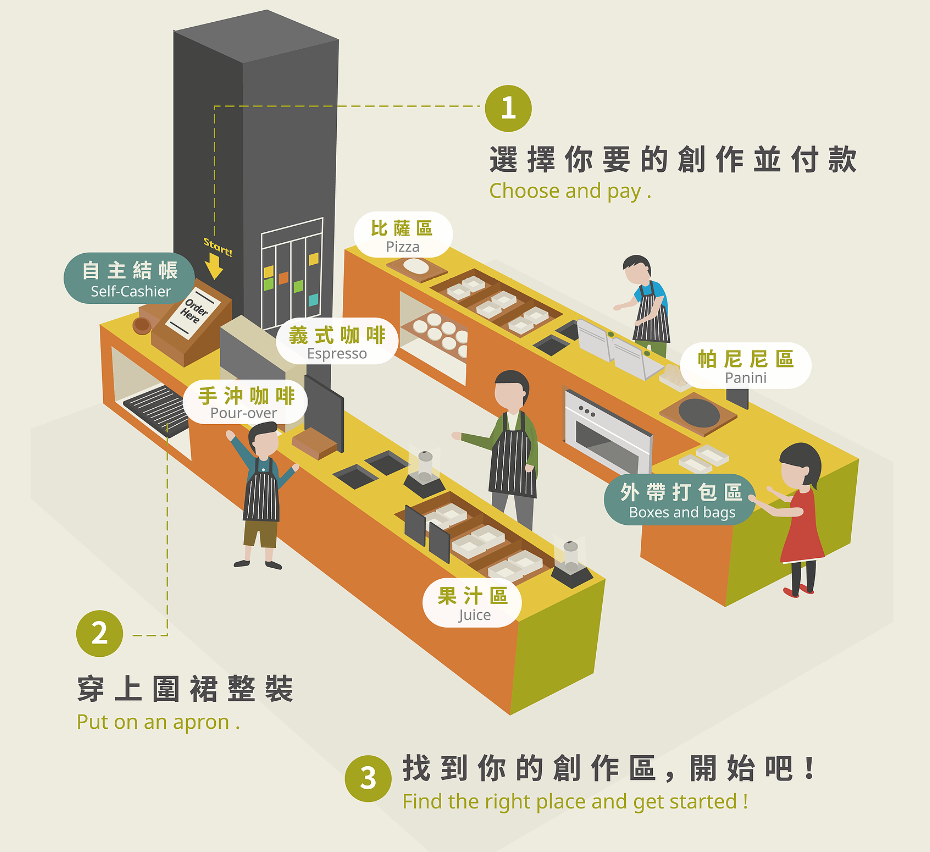 1
選擇你要的創作並付款
Choose and pay .
比薩區
Pizza
Start!
自主結帳
Self-Cashier
Order
Here
義式咖啡
Espresso
帕尼尼區
Panini
手沖咖啡
Pour-over
外帶打包區
Boxes and bags
果汁區
Juice
2
穿上圍裙整裝
Put on an apron .
3
找到你的創作區,開始吧!
Find the right place and get started !